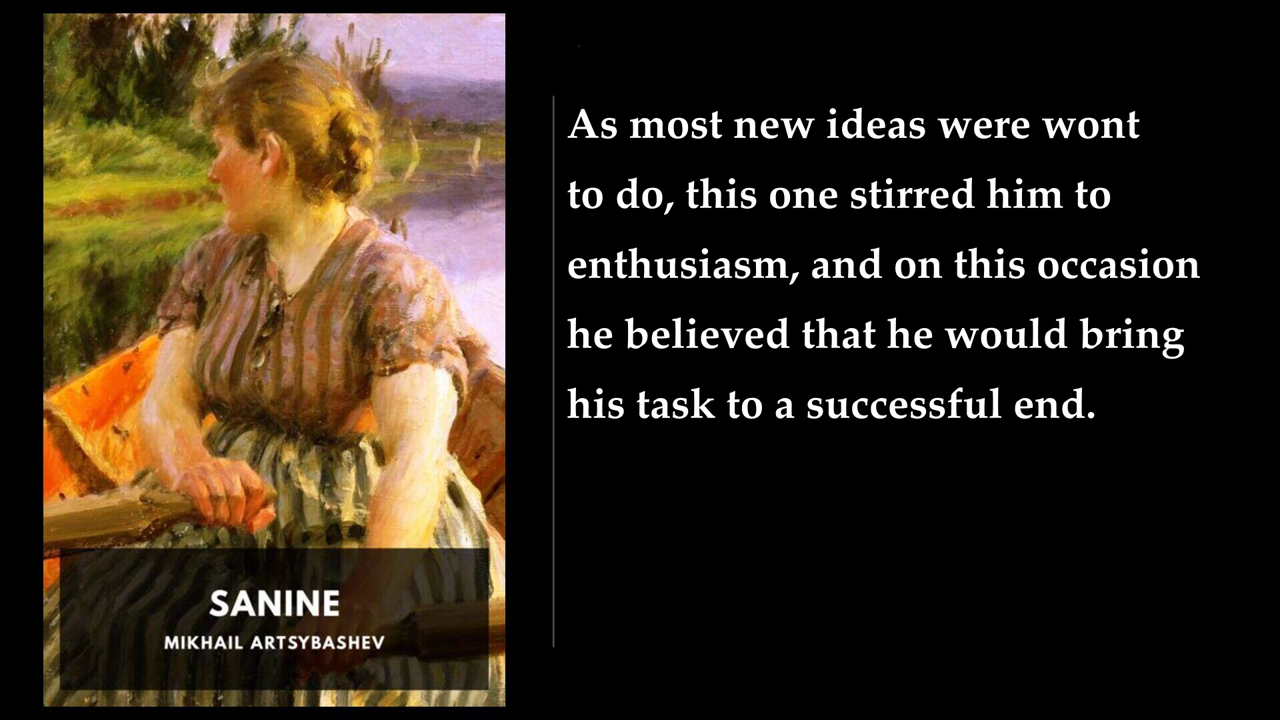 As most new ideas were wont
to do, this one stirred him to
enthusiasm, and on this occasion
he believed that he would bring
his task to a successful end.
SANINE
MIKHAIL ARTSYBASHEV